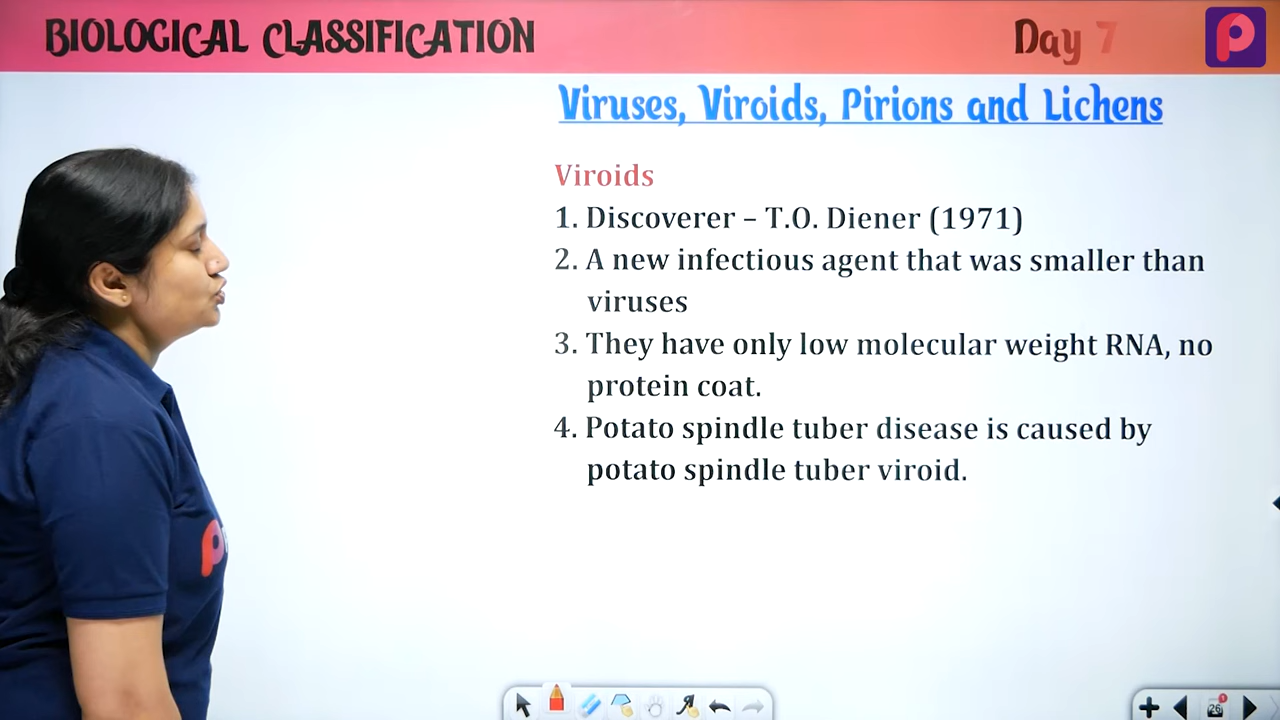 BIOLOGICAL CLASSIFICATION
Day 7
Viruses, Viroids, Pirions and Lichens
Viroids
1. Discoverer – T.O. Diener (1971)
2. A new infectious agent that was smaller than
viruses
3. They have only low molecular weight RNA, no
protein coat.
4. Potato spindle tuber disease is caused by
potato spindle tuber viroid.
26